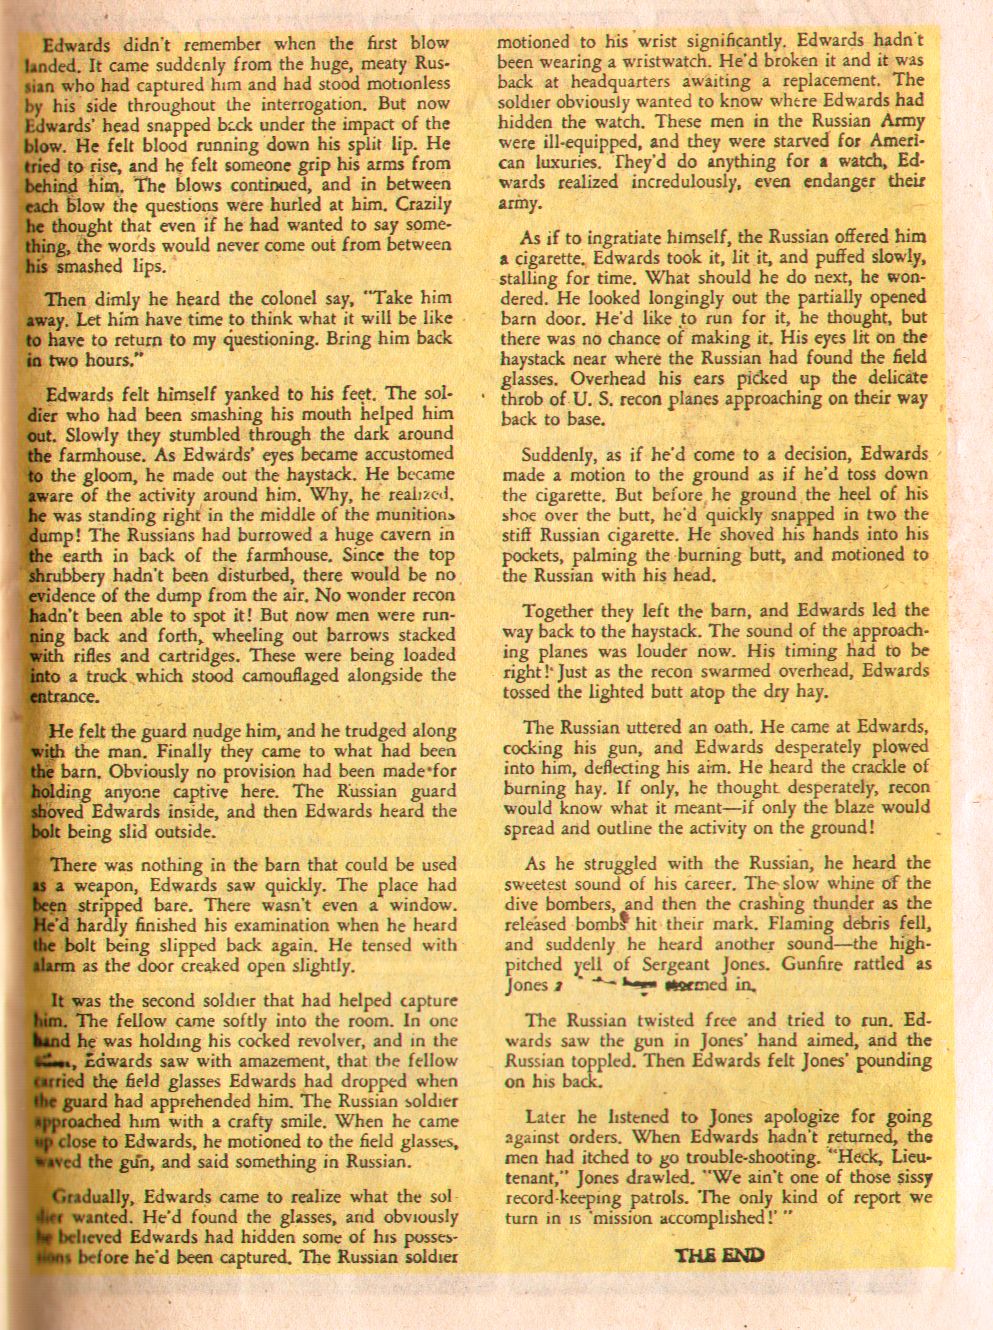 Edwards didn't remember when the first blow
landed. It came suddenly from the huge, meaty Rus-
sian who had captured him and had stood motionless
by his side throughout the interrogation. But now
Edwards' head snapped back under the impact of the
blow. He felt blood running down his split lip. He
tried to rise, and he felt someone grip his arms from
behind him. The blows continued, and in between
each blow the questions were hurled at him. Crazily
he thought that even if he had wanted to say some-
thing, the words would never come out from between
his smashed lips.
Then dimly he heard the colonel say, "Take him
away. Let him have time to think what it will be like
to have to return to my questioning. Bring him back
in two hours."
Edwards felt himself yanked to his feet. The sol-
dier who had been smashing his mouth helped him
out. Slowly they stumbled through the dark around
the farmhouse. As Edwards' eyes became accustomed
to the gloom, he made out the haystack. He became
aware of the activity around him. Why, he realized,
he was standing right in the middle of the munitions
dump! The Russians had burrowed a huge cavern in
the earth in back of the farmhouse. Since the top
shrubbery hadn't been disturbed, there would be no
evidence of the dump from the air. No wonder recon
hadn't been able to spot it! But now men were run-
ning back and forth, wheeling out barrows stacked
with rifles and cartridges. These were being loaded
into a truck which stood camouflaged alongside the
entrance.
He felt the guard nudge him, and he trudged along
with the man. Finally they came to what had been
the barn. Obviously no provision had been made for
holding anyone captive here. The Russian guard
shoved Edwards inside, and then Edwards heard the
bolt being slid outside.
There was nothing in the barn that could be used
as a weapon, Edwards saw quickly. The place had
been stripped bare. There wasn't even a window.
He'd hardly finished his examination when he heard
the bolt being slipped back again. He tensed with
alarm as the door creaked open slightly.
It was the second soldier that had helped capture
him. The fellow came softly into the room. In one
hand he was holding his cocked revolver, and in the
Edwards saw with amazement, that the fellow
carried the field glasses Edwards had dropped when
the guard had apprehended him. The Russian soldier
approached him with a crafty smile. When he came
up close to Edwards, he motioned to the field glasses,
waved the gun, and said something in Russian.
Gradually, Edwards came to realize what the sol-
dier wanted. He'd found the glasses, and obviously
he believed Edwards had hidden some of his posses-
sions before he'd been captured. The Russian soldier
motioned to his wrist significantly. Edwards hadn't
been wearing a wristwatch. He'd broken it and it was
back at headquarters awaiting a replacement. The
soldier obviously wanted to know where Edwards had
hidden the watch. These men in the Russian Army
were ill-equipped, and they were starved for Ameri-
can luxuries. They'd do anything for a watch, Ed-
wards realized incredulously, even endanger their
army.
As if to ingratiate himself, the Russian offered him
a cigarette. Edwards took it, lit it, and puffed slowly,
stalling for time. What should he do next, he won-
dered. He looked longingly out the partially opened
barn door. He'd like to run for it, he thought, but
there was no chance of making it. His eyes lit on the
haystack near where the Russian had found the field
glasses. Overhead his ears picked up the delicate
throb of U. S. recon planes approaching on their way
back to base.
Suddenly, as if he'd come to a decision, Edwards
made a motion to the ground as if he'd toss down
the cigarette. But before he ground the heel of his
shoe over the butt, he'd quickly snapped in two the
stiff Russian cigarette. He shoved his hands into his
pockets, palming the burning butt, and motioned to
the Russian with his head.
Together they left the barn, and Edwards led the
way back to the haystack. The sound of the approach-
ing planes was louder now. His timing had to be
right! Just as the recon swarmed overhead, Edwards
tossed the lighted butt atop the dry hay.
The Russian uttered an oath. He came at Edwards,
cocking his gun, and Edwards desperately plowed
into him, deflecting his aim. He heard the crackle of
burning hay. If only, he thought desperately, recon
would know what it meant—if only the blaze would
spread and outline the activity on the ground!
As he struggled with the Russian, he heard the
sweetest sound of his career. The slow whine of the
dive bombers, and then the crashing thunder as the
released bombs hit their mark. Flaming debris fell,
and suddenly he heard another sound—the high-
pitched yell of Sergeant Jones. Gunfire rattled as
Jones stormed in.
The Russian twisted free and tried to run. Ed-
wards saw the gun in Jones' hand aimed, and the
Russian toppled. Then Edwards felt Jones' pounding
on his back.
Later he listened to Jones apologize for going
against orders. When Edwards hadn't returned, the
men had itched to go trouble-shooting. "Heck, Lieu-
tenant," Jones drawled. "We ain't one of those sissy
record-keeping patrols. The only kind of report we
turn in is 'mission accomplished!' "
THE END